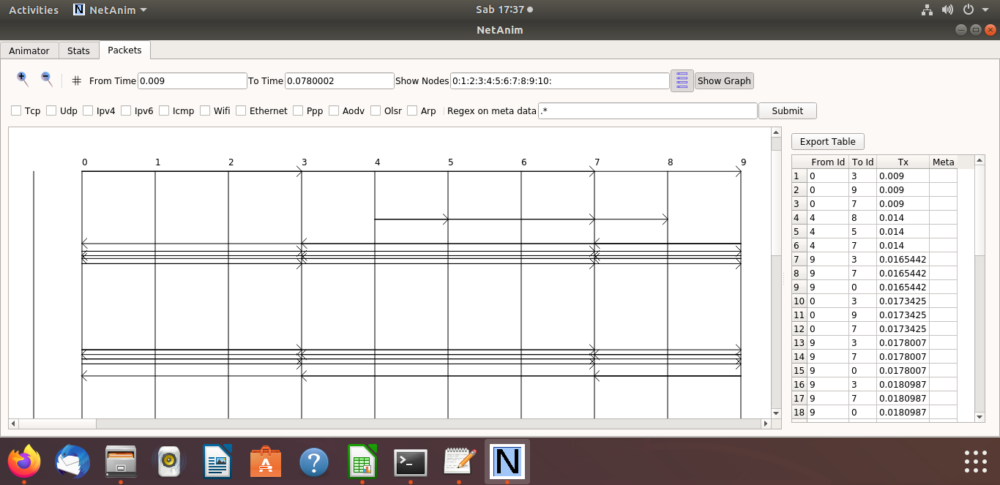 Activities NetAnim Sab 17:37
NetAnim
Animator Stats Packets
From Time 0.009 To Time 0.0780002 Show Nodes 0:1:2:3:4:5:6:7:8:9:10: Show Graph
Tcp Udp Ipv4 Ipv6 Icmp Wifi Ethernet Ppp Aodv Olsr Arp Regex on meta data .* Submit
0 1 2 3 4 5 6 7 8 9
Export Table
From Id To Id Tx Meta
1 0 3 0.009
2 0 9 0.009
3 0 7 0.009
4 4 8 0.014
5 4 5 0.014
6 4 7 0.014
7 9 3 0.0165442
8 9 7 0.0165442
9 9 0 0.0165442
10 0 3 0.0173425
11 0 9 0.0173425
12 0 7 0.0173425
13 9 3 0.0178007
14 9 7 0.0178007
15 9 0 0.0178007
16 9 3 0.0180987
17 9 7 0.0180987
18 9 0 0.0180987